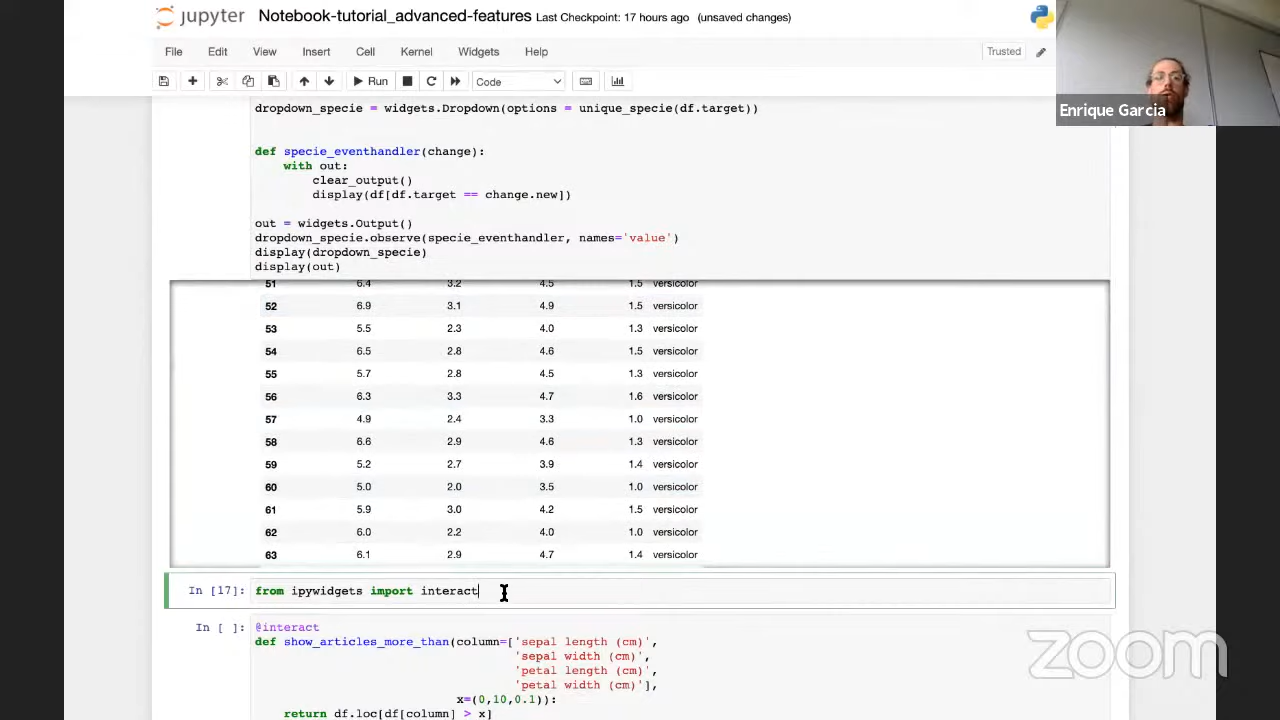 jupyter Notebook-tutorial_advanced-features Last Checkpoint: 17 hours ago (unsaved changes)
File Edit View Insert Cell Kernel Widgets Help
Trusted
Run Code
Enrique Garcia
dropdown_specie = widgets.Dropdown(options = unique_specie(df.target))
def specie_eventhandler(change):
with out:
clear_output()
display(df[df.target == change.new])
out = widgets.Output()
dropdown_specie.observe(specie_eventhandler, names='value')
display(dropdown_specie)
display(out)
51 6.4 3.2 4.5 1.5 versicolor
52 6.9 3.1 4.9 1.5 versicolor
53 5.5 2.3 4.0 1.3 versicolor
54 6.5 2.8 4.6 1.5 versicolor
55 5.7 2.8 4.5 1.3 versicolor
56 6.3 3.3 4.7 1.6 versicolor
57 4.9 2.4 3.3 1.0 versicolor
58 6.6 2.9 4.6 1.3 versicolor
59 5.2 2.7 3.9 1.4 versicolor
60 5.0 2.0 3.5 1.0 versicolor
61 5.9 3.0 4.2 1.5 versicolor
62 6.0 2.2 4.0 1.0 versicolor
63 6.1 2.9 4.7 1.4 versicolor
In [17]: from ipywidgets import interact
In [ ]: @interact
def show_articles_more_than(column=['sepal length (cm)',
'sepal width (cm)',
'petal length (cm)',
'petal width (cm)'],
x=(0,10,0.1)):
return df.loc[df[column] > x]
zoom